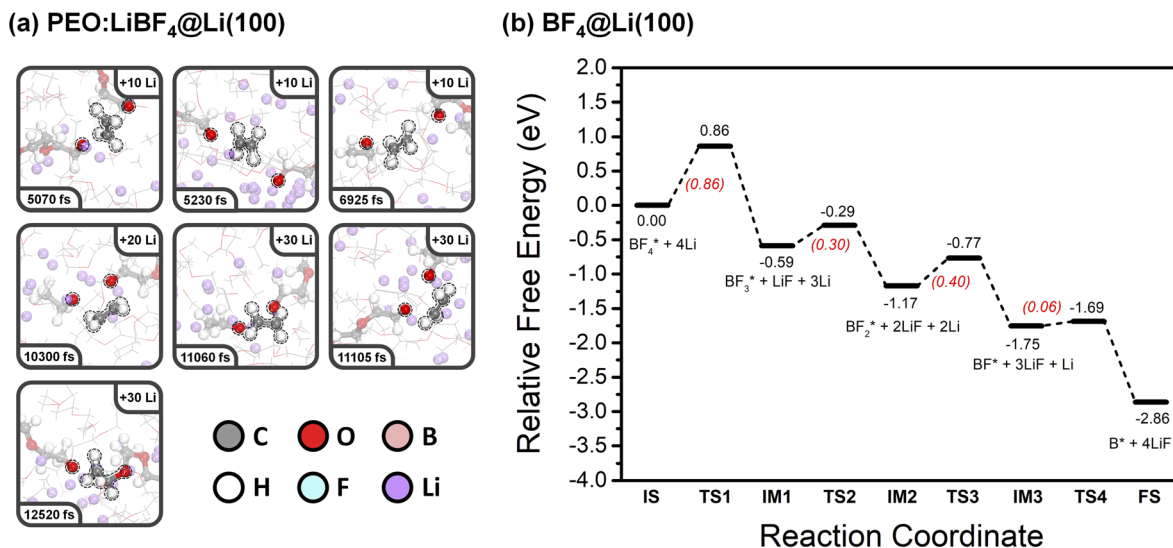 (a) PEO:LiBF₄@Li(100)
+10 Li
5070 fs
+10 Li
5230 fs
+10 Li
6925 fs
+20 Li
10300 fs
+30 Li
11060 fs
+30 Li
11105 fs
+30 Li
12520 fs
C
O
B
H
F
Li
(b) BF₄@Li(100)
Relative Free Energy (eV)
2.0
1.5
1.0
0.5
0.0
-0.5
-1.0
-1.5
-2.0
-2.5
-3.0
-3.5
-4.0
0.00
BF₄* + 4Li
0.86
(0.86)
-0.59
BF₃* + LiF + 3Li
-0.29
(0.30)
-1.17
BF₂* + 2LiF + 2Li
-0.77
(0.40)
-1.75
BF* + 3LiF + Li
(0.06)
-1.69
-2.86
B* + 4LiF
IS TS1 IM1 TS2 IM2 TS3 IM3 TS4 FS
Reaction Coordinate